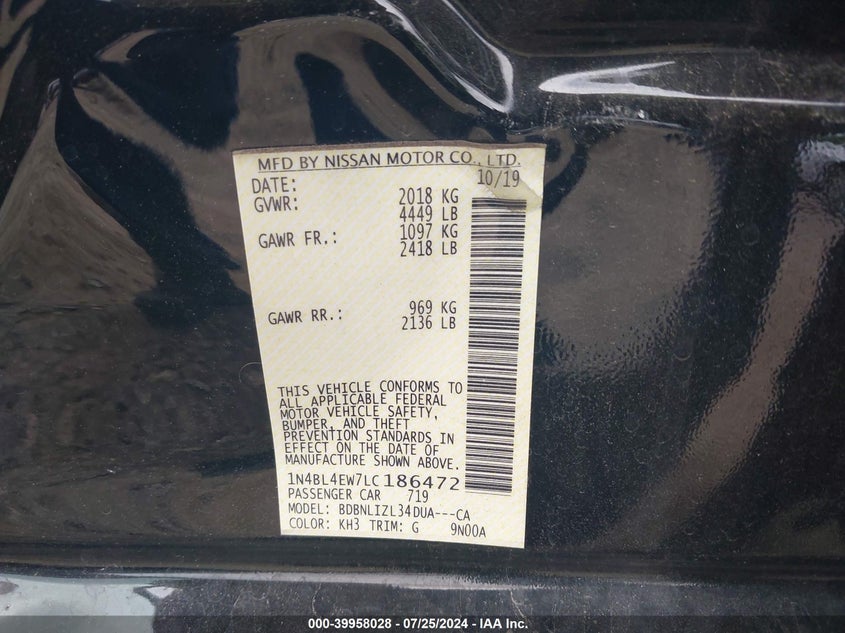 MFD BY NISSAN MOTOR CO., LTD.
DATE: 10/19
GVWR: 2018 KG
4449 LB
GAWR FR.: 1097 KG
2418 LB
GAWR RR.: 969 KG
2136 LB
THIS VEHICLE CONFORMS TO
ALL APPLICABLE FEDERAL
MOTOR VEHICLE SAFETY,
BUMPER, AND THEFT
PREVENTION STANDARDS IN
EFFECT ON THE DATE OF
MANUFACTURE SHOWN ABOVE.
1N4BL4EW7LC186472
PASSENGER CAR 719
MODEL: BDBNLIZL34DUA---CA
COLOR: KH3 TRIM: G 9N00A
000-39958028 - 07/25/2024 - IAA Inc.